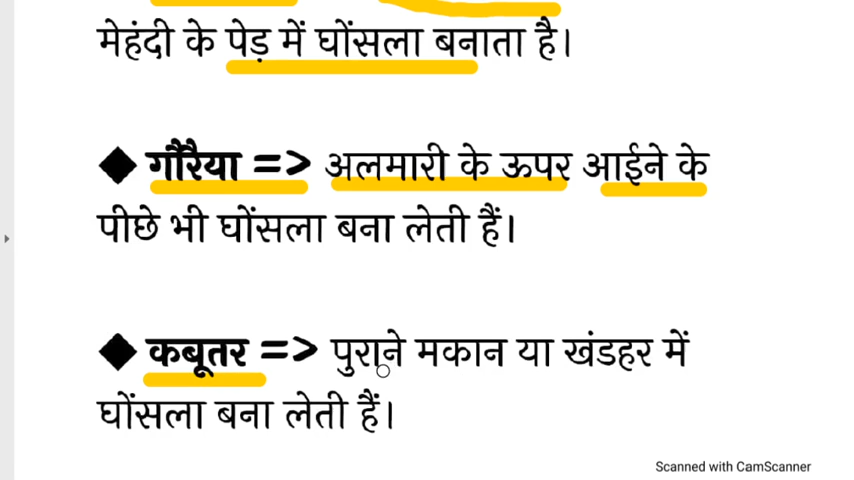 मेहंदी के पेड़ में घोंसला बनाता है।
◆ गौरैया => अलमारी के ऊपर आईने के
पीछे भी घोंसला बना लेती हैं।
◆ कबूतर => पुराने मकान या खंडहर में
घोंसला बना लेती हैं।
Scanned with CamScanner